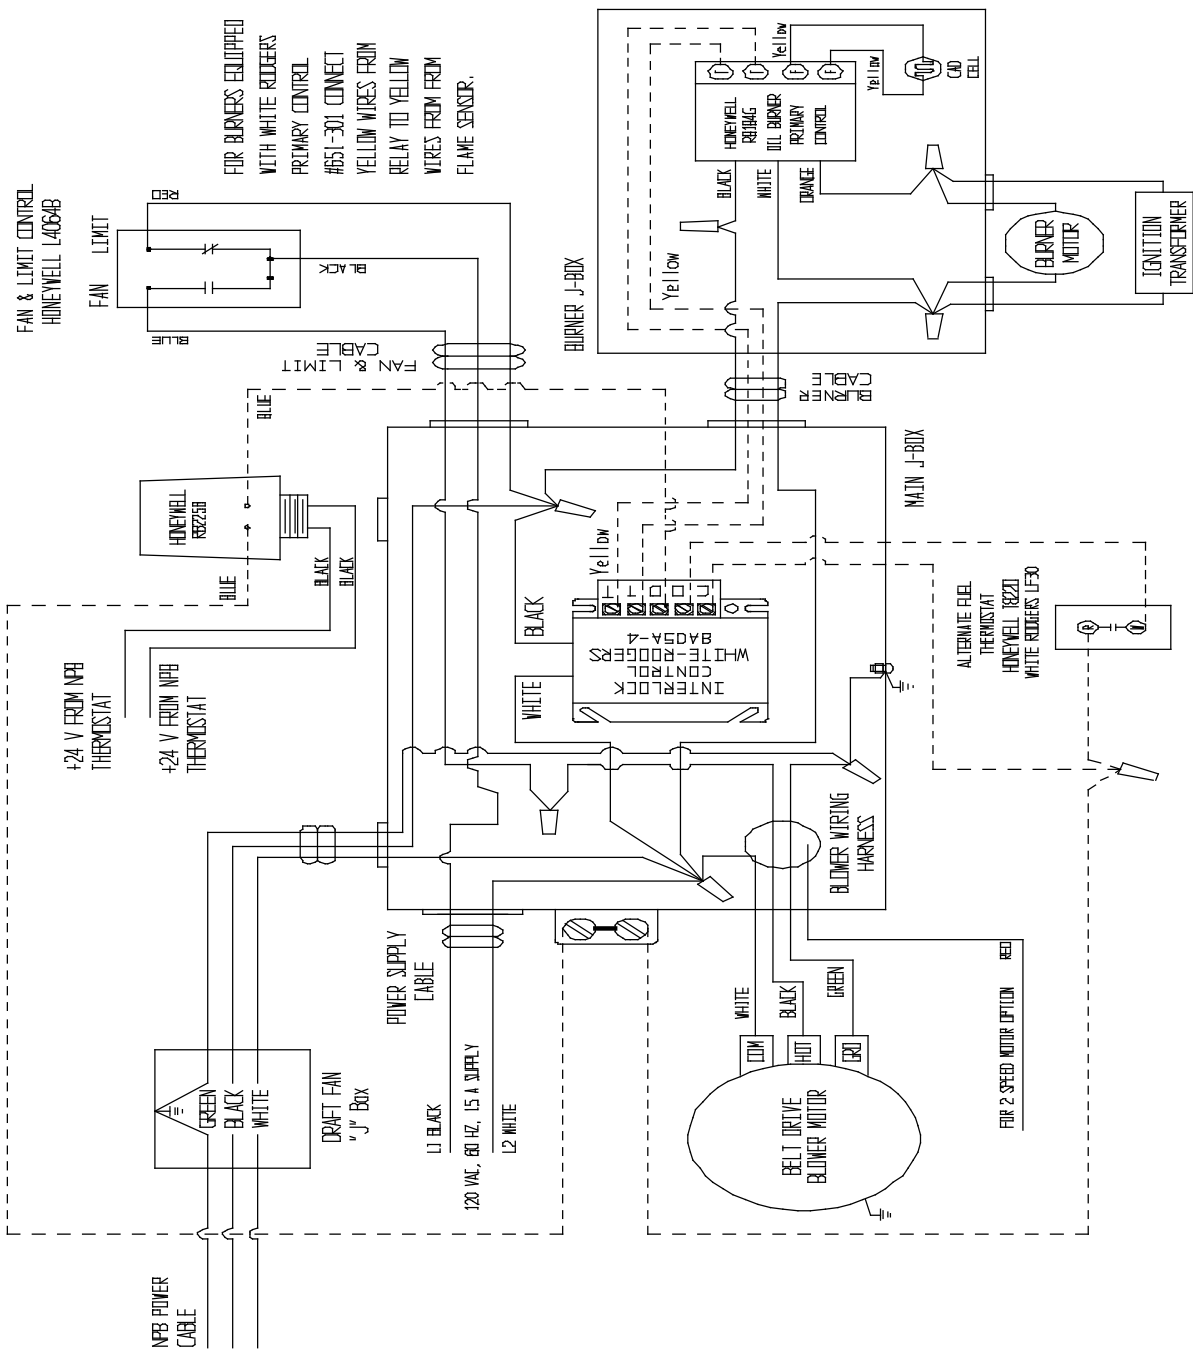 FAN & LIMIT CONTROL
HONEYWELL L4064B
FAN
LIMIT
RED
BLACK
BLUE
FOR BURNERS EQUIPPED
WITH WHITE RODGERS
PRIMARY CONTROL
#651-301 CONNECT
YELLOW WIRES FROM
RELAY TO YELLOW
WIRES FROM FROM
FLAME SENSOR.
FAN & LIMIT
CABLE
BURNER J-BOX
HONEYWELL
R8184G
OIL BURNER
PRIMARY
CONTROL
T
T
F
F
Yellow
Yellow
CAD
CELL
BLACK
WHITE
ORANGE
Yellow
BURNER
MOTOR
IGNITION
TRANSFORMER
BURNER
CABLE
MAIN J-BOX
HONEYWELL
R8225B
BLUE
BLUE
BLACK
BLACK
+24 V FROM NPB
THERMOSTAT
+24 V FROM NPB
THERMOSTAT
Yellow
BLACK
WHITE
T
T
D
D
C
INTERLOCK
CONTROL
WHITE-RODGERS
8AQ5A-4
ALTERNATE FUEL
THERMOSTAT
HONEYWELL T822D
WHITE RODGERS LF30
R
W
BLOWER WIRING
HARNESS
POWER SUPPLY
CABLE
L1 BLACK
120 VAC, 60 HZ, 15 A SUPPLY
L2 WHITE
DRAFT FAN
"J" Box
GREEN
BLACK
WHITE
NPB POWER
CABLE
WHITE
BLACK
GREEN
COM
HOT
GRD
BELT DRIVE
BLOWER MOTOR
FOR 2 SPEED MOTOR OPTION
RED